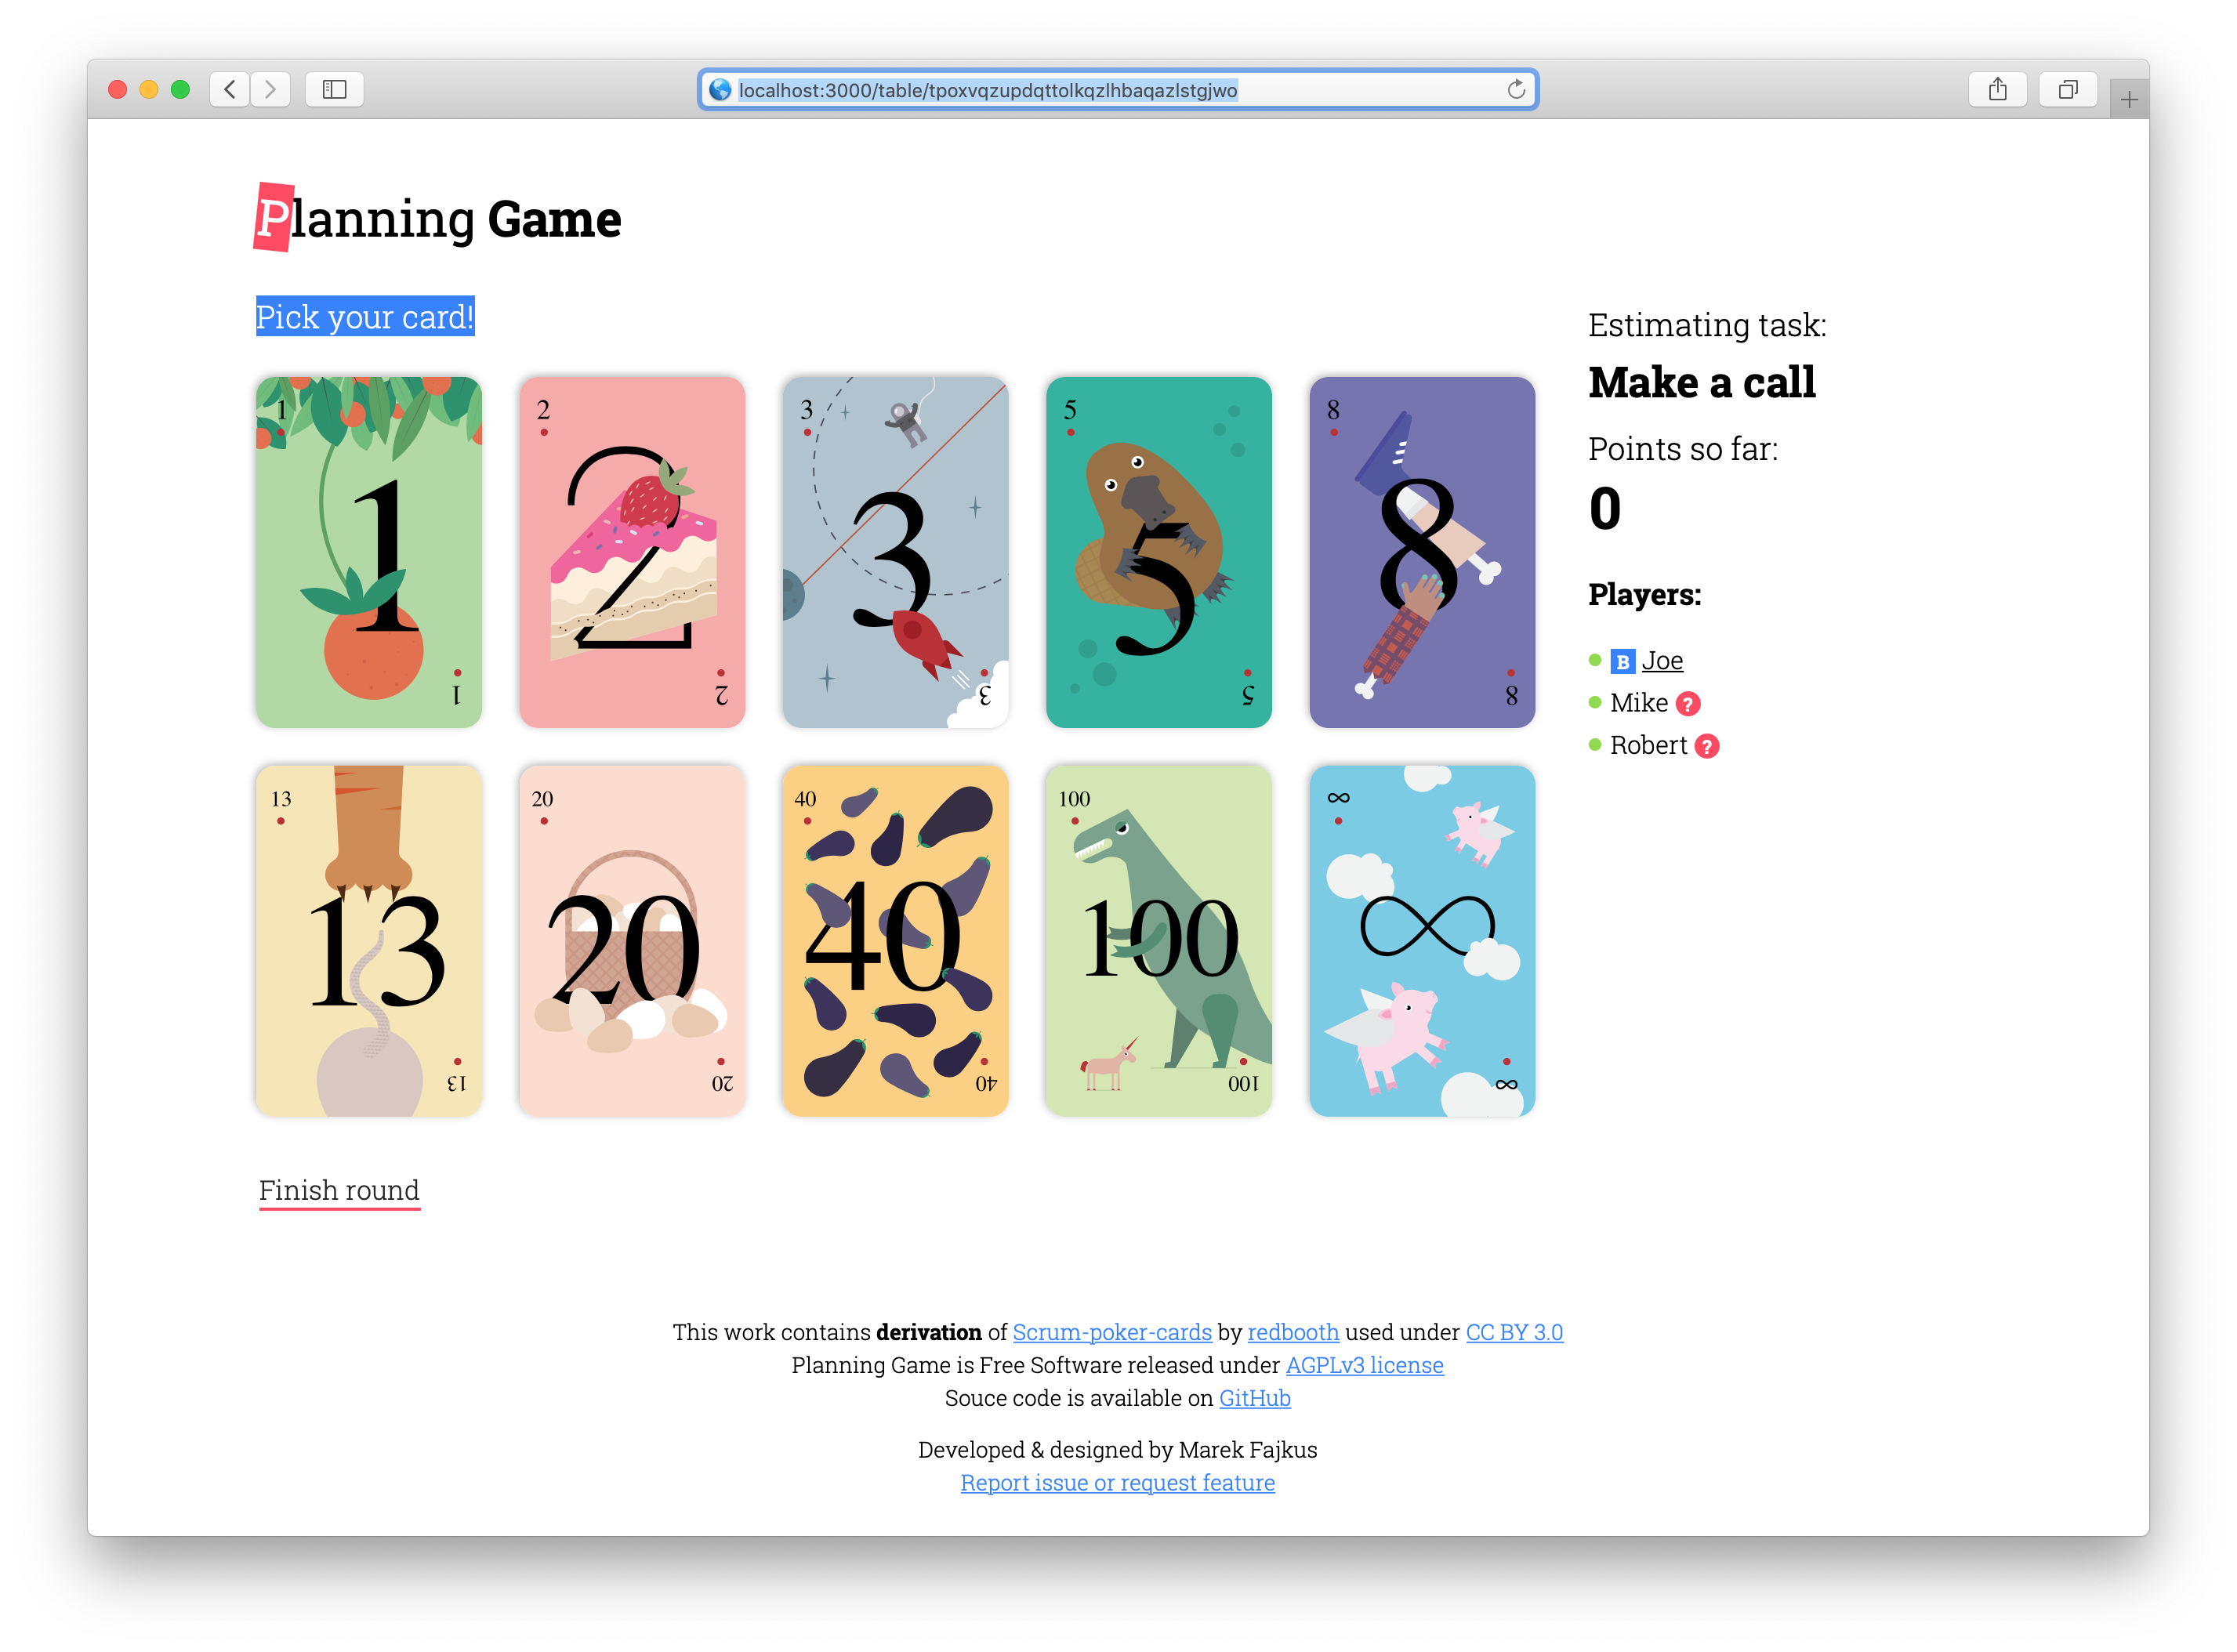 localhost:3000/table/tpoxvqzupdqttolkqzlhbaqazlstgjwo
Planning Game
Pick your card!
1
1
1
2
2
2
3
3
3
5
5
5
8
8
8
13
13
13
20
20
20
40
40
40
100
100
100
∞
∞
∞
Finish round
Estimating task:
Make a call
Points so far:
0
Players:
B Joe
Mike ?
Robert ?
This work contains derivation of Scrum-poker-cards by redbooth used under CC BY 3.0
Planning Game is Free Software released under AGPLv3 license
Souce code is available on GitHub
Developed & designed by Marek Fajkus
Report issue or request feature